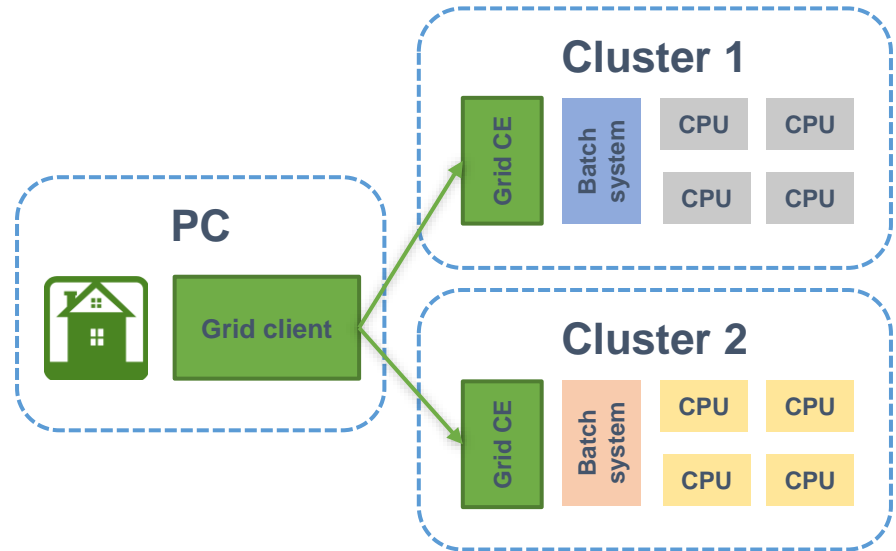 PC
Grid client
Cluster 1
Grid CE
Batch
system
CPU
CPU
CPU
CPU
Cluster 2
Grid CE
Batch
system
CPU
CPU
CPU
CPU